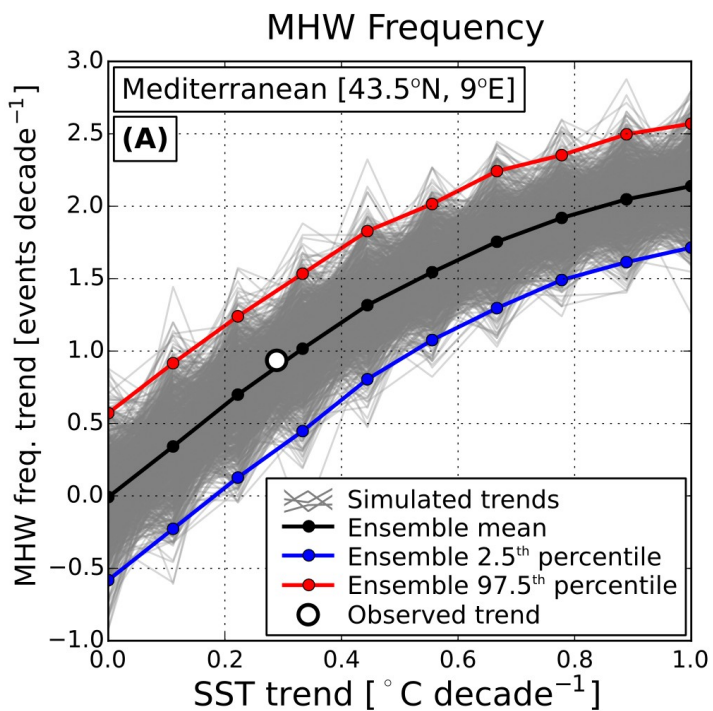 MHW Frequency
Mediterranean [43.5°N, 9°E]
(A)
MHW freq. trend [events decade⁻¹]
3.0
2.5
2.0
1.5
1.0
0.5
0.0
−0.5
−1.0
Simulated trends
Ensemble mean
Ensemble 2.5ᵗʰ percentile
Ensemble 97.5ᵗʰ percentile
Observed trend
0.0 0.2 0.4 0.6 0.8 1.0
SST trend [°C decade⁻¹]